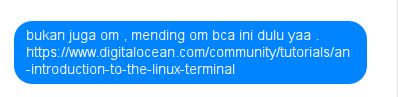 bukan juga om , mending om bca ini dulu yaa .
https://www.digitalocean.com/community/tutorials/an
-introduction-to-the-linux-terminal